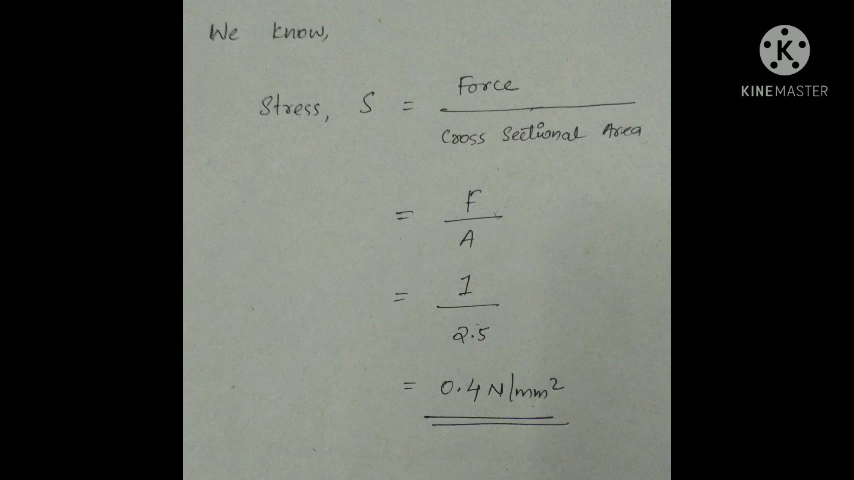 We know,
Stress, S = Force
Cross Sectional Area
= F
A
= 1
2.5
= 0.4 N/mm²
K
KINEMASTER